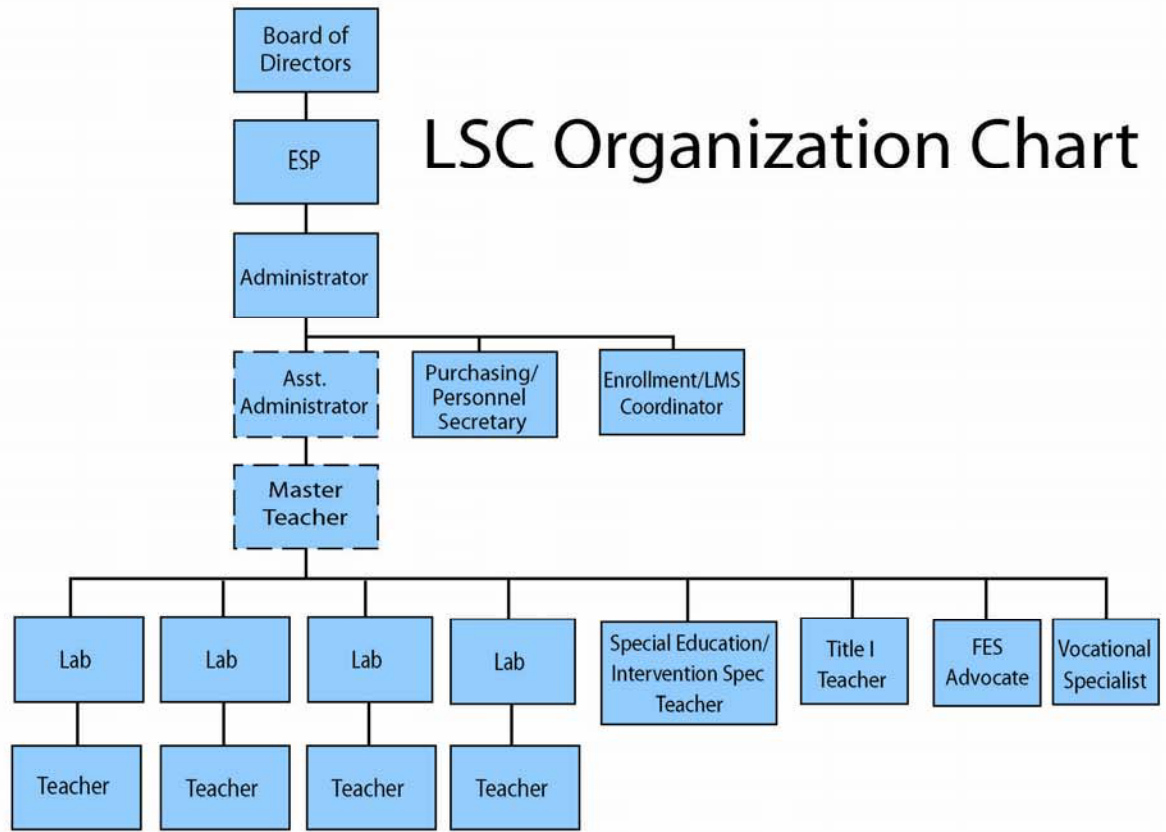 Board of
Directors
LSC Organization Chart
ESP
Administrator
Asst.
Administrator
Purchasing/
Personnel
Secretary
Enrollment/LMS
Coordinator
Master
Teacher
Lab
Lab
Lab
Lab
Special Education/
Intervention Spec
Teacher
Title I
Teacher
FES
Advocate
Vocational
Specialist
Teacher
Teacher
Teacher
Teacher